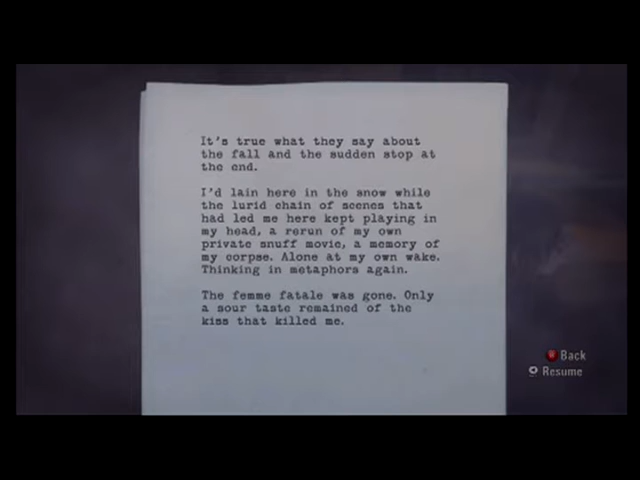 It's true what they say about
the fall and the sudden stop at
the end.
I'd lain here in the snow while
the lurid chain of scenes that
had led me here kept playing in
my head, a rerun of my own
private snuff movie, a memory of
my corpse. Alone at my own wake.
Thinking in metaphors again.
The femme fatale was gone. Only
a sour taste remained of the
kiss that killed me.
Back
Resume